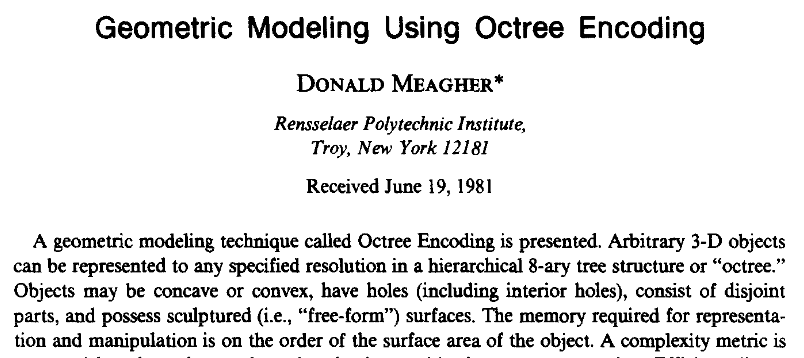 Geometric Modeling Using Octree Encoding
DONALD MEAGHER*
Rensselaer Polytechnic Institute,
Troy, New York 12181
Received June 19, 1981
A geometric modeling technique called Octree Encoding is presented. Arbitrary 3-D objects
can be represented to any specified resolution in a hierarchical 8-ary tree structure or “octree.”
Objects may be concave or convex, have holes (including interior holes), consist of disjoint
parts, and possess sculptured (i.e., “free-form”) surfaces. The memory required for representa-
tion and manipulation is on the order of the surface area of the object. A complexity metric is